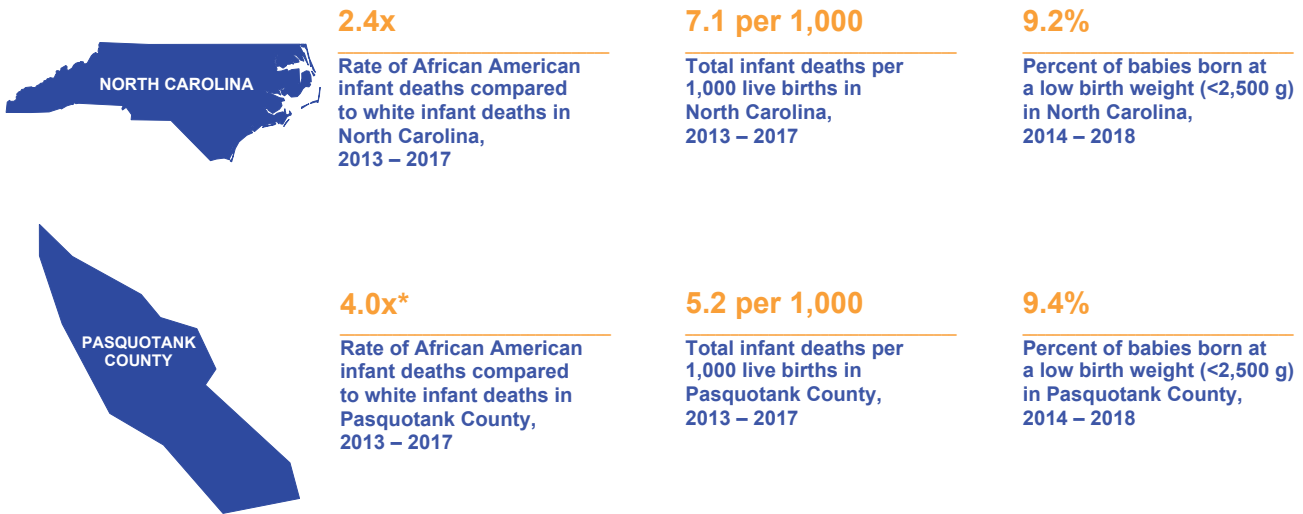 NORTH CAROLINA
2.4x
Rate of African American
infant deaths compared
to white infant deaths in
North Carolina,
2013 – 2017
7.1 per 1,000
Total infant deaths per
1,000 live births in
North Carolina,
2013 – 2017
9.2%
Percent of babies born at
a low birth weight (<2,500 g)
in North Carolina,
2014 – 2018
PASQUOTANK
COUNTY
4.0x*
Rate of African American
infant deaths compared
to white infant deaths in
Pasquotank County,
2013 – 2017
5.2 per 1,000
Total infant deaths per
1,000 live births in
Pasquotank County,
2013 – 2017
9.4%
Percent of babies born at
a low birth weight (<2,500 g)
in Pasquotank County,
2014 – 2018